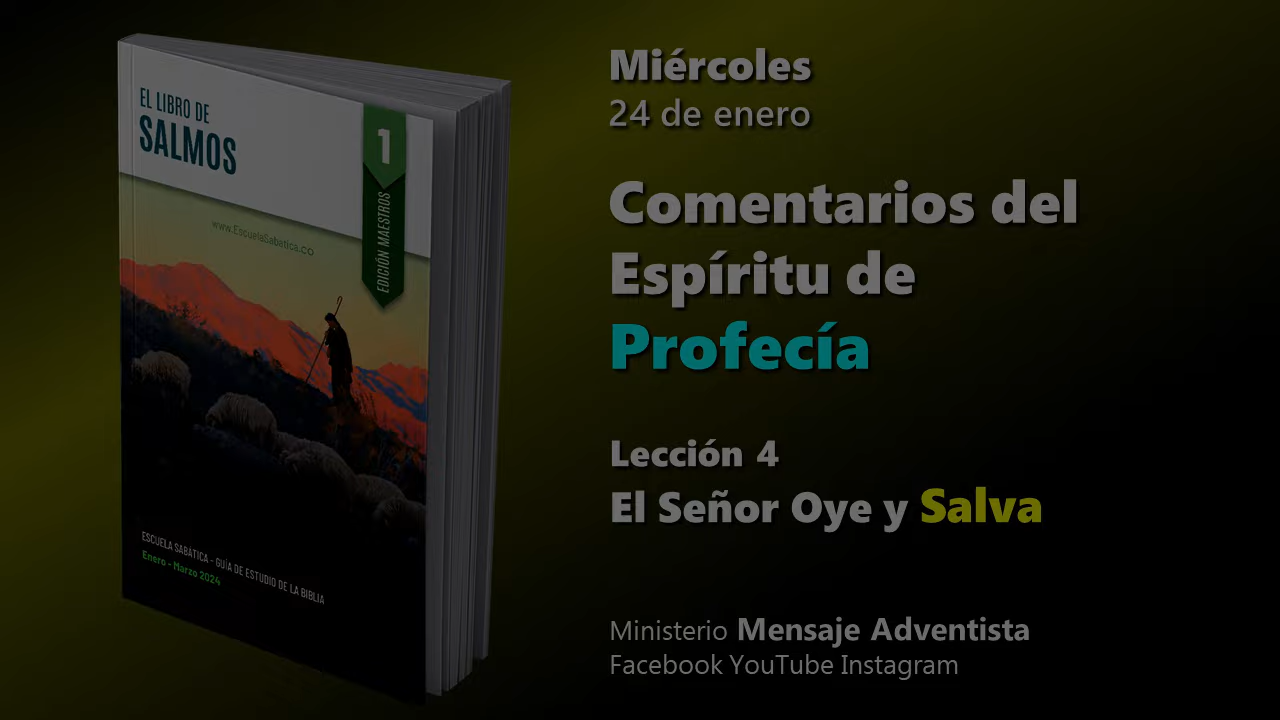 EL LIBRO DE
SALMOS
1
EDICIÓN MAESTROS
www.EscuelaSabatica.co
ESCUELA SABÁTICA - GUÍA DE ESTUDIO DE LA BIBLIA
Enero - Marzo 2024
Miércoles
24 de enero
Comentarios del
Espíritu de
Profecía
Lección 4
El Señor Oye y Salva
Ministerio Mensaje Adventista
Facebook YouTube Instagram